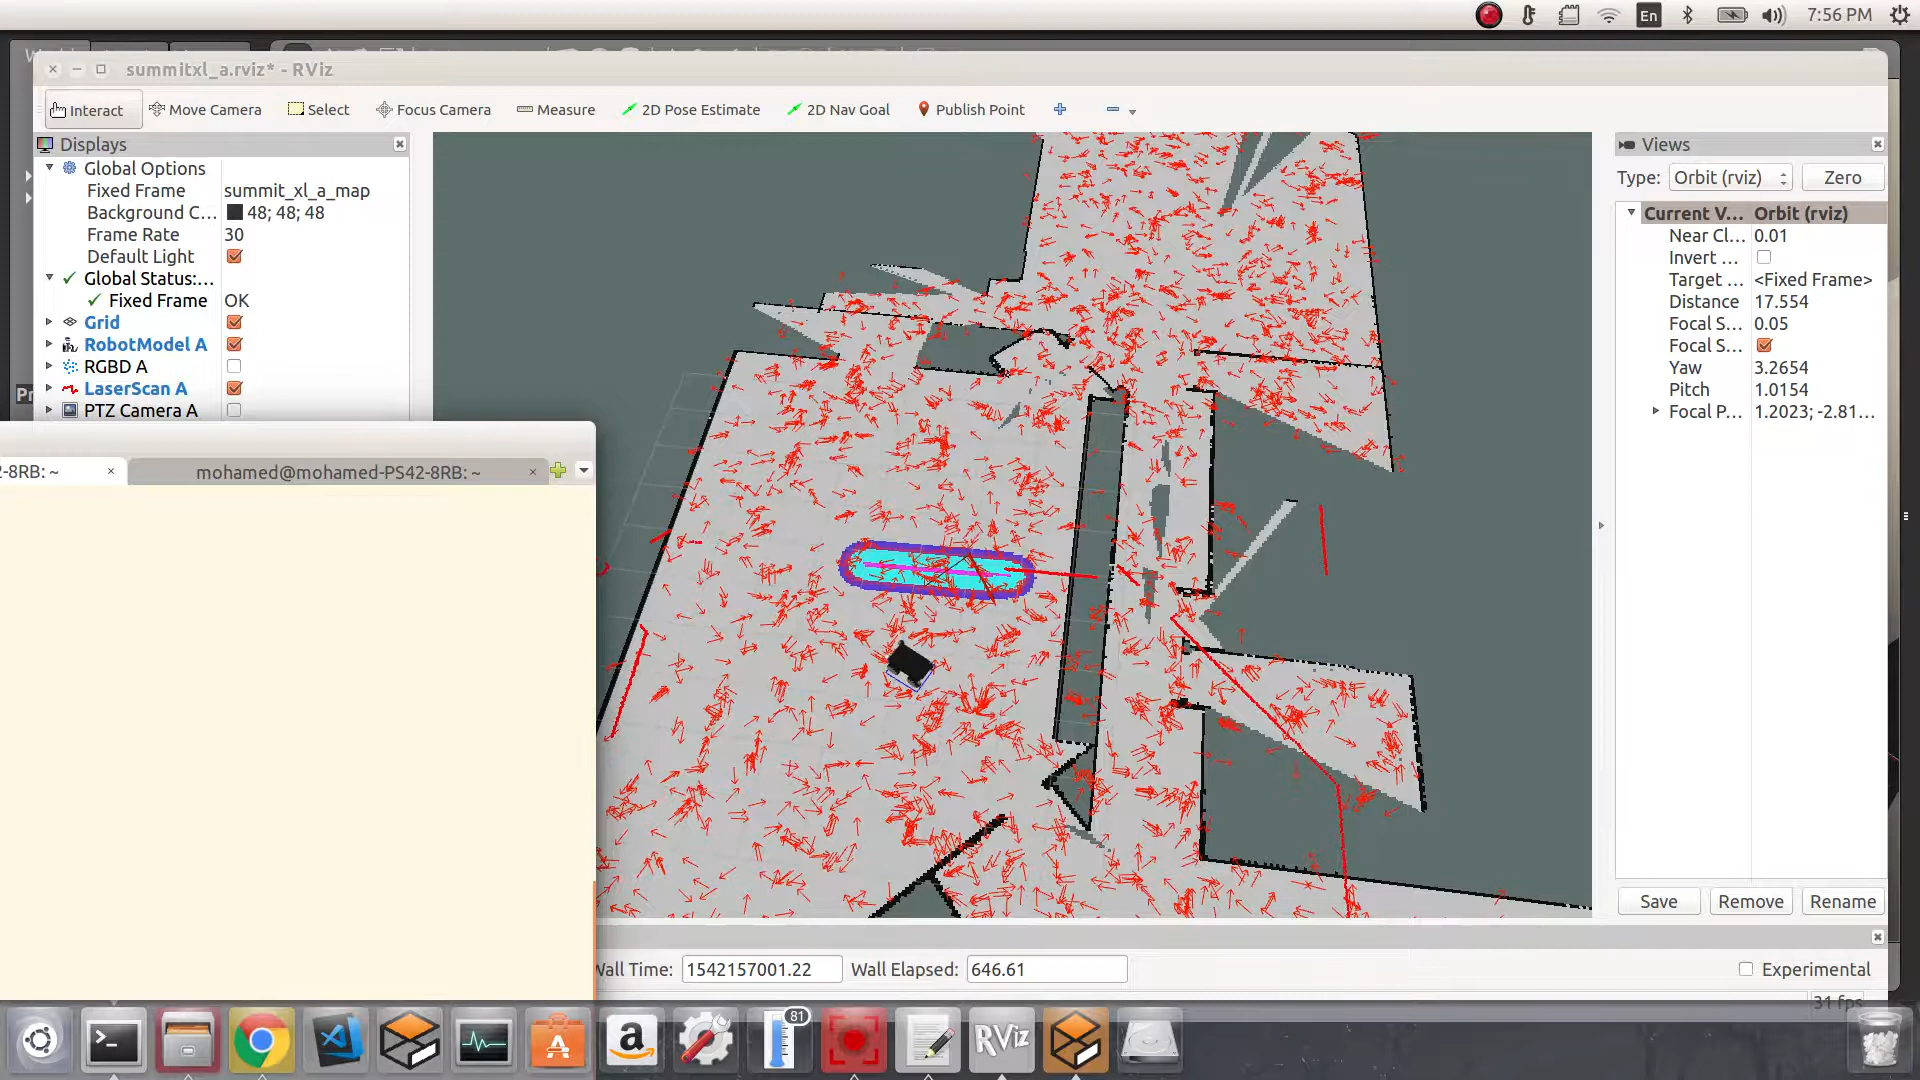 En
7:56 PM
summitxl_a.rviz* - RViz
Interact
Move Camera
Select
Focus Camera
Measure
2D Pose Estimate
2D Nav Goal
Publish Point
Displays
Global Options
Fixed Frame summit_xl_a_map
Background C... 48; 48; 48
Frame Rate 30
Default Light
Global Status:...
Fixed Frame OK
Grid
RobotModel A
RGBD A
LaserScan A
PTZ Camera A
Views
Type: Orbit (rviz) Zero
Current V... Orbit (rviz)
Near Cl... 0.01
Invert ...
Target ... <Fixed Frame>
Distance 17.554
Focal S... 0.05
Focal S...
Yaw 3.2654
Pitch 1.0154
Focal P... 1.2023; -2.81...
Save Remove Rename
2-8RB: ~
mohamed@mohamed-PS42-8RB: ~
Wall Time: 1542157001.22 Wall Elapsed: 646.61
Experimental
31 fps
81
RViz